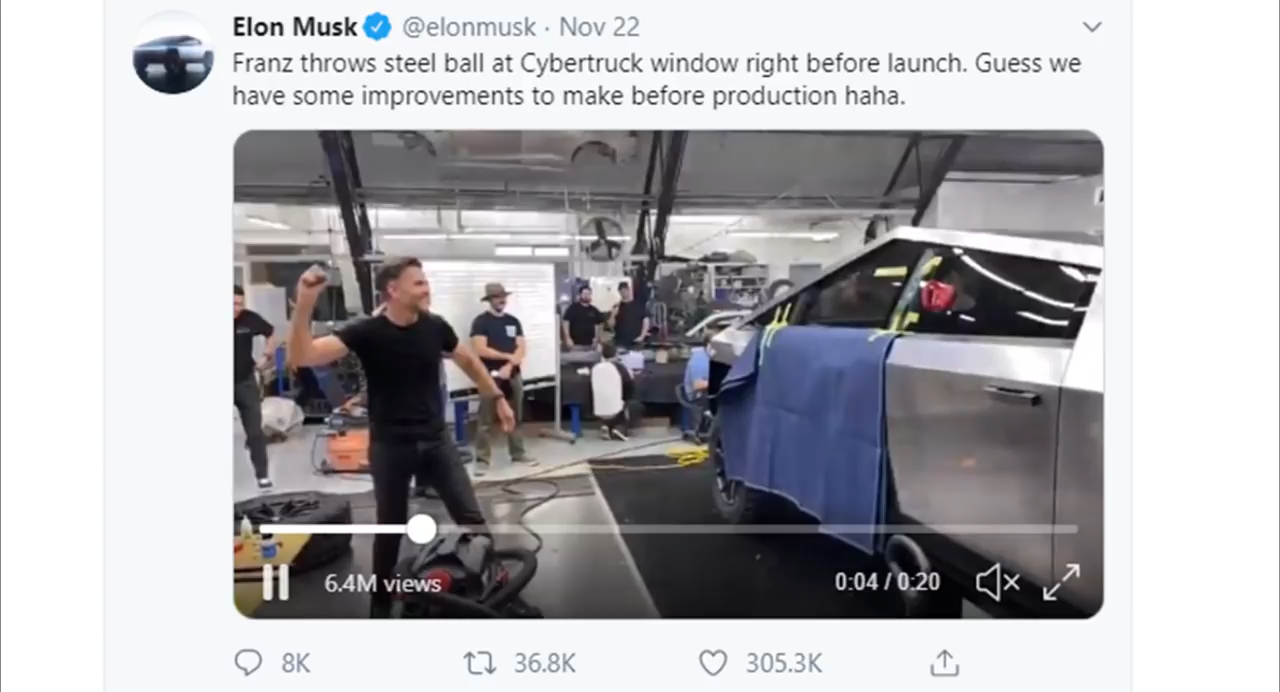 Elon Musk @elonmusk · Nov 22
Franz throws steel ball at Cybertruck window right before launch. Guess we
have some improvements to make before production haha.
6.4M views
0:04 / 0:20
8K
36.8K
305.3K